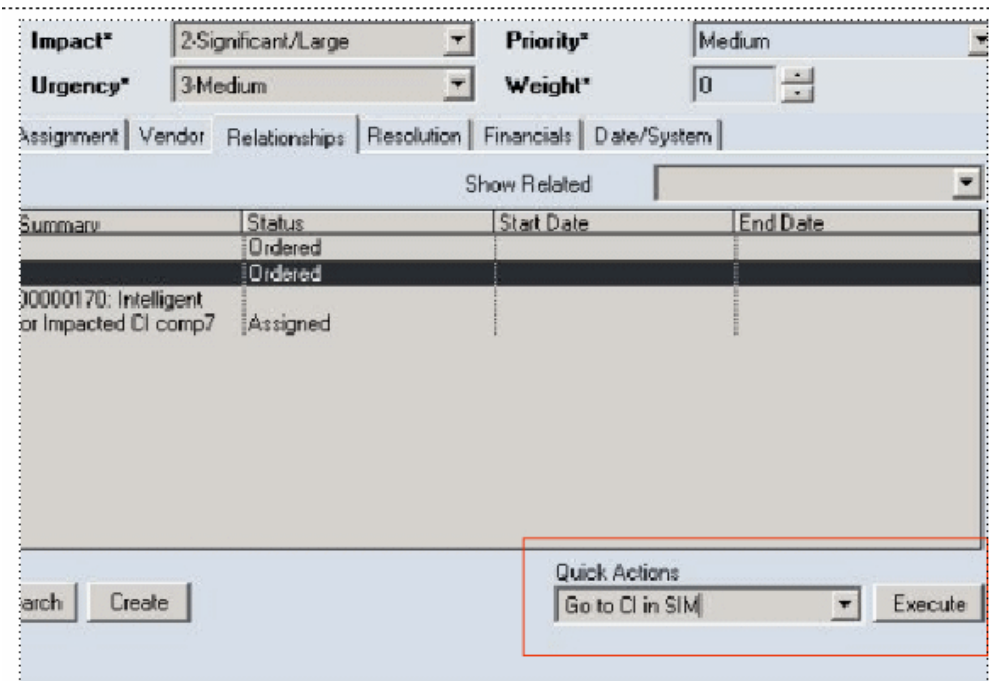 Impact* 2-Significant/Large Priority* Medium
Urgency* 3-Medium Weight* 0
Assignment Vendor Relationships Resolution Financials Date/System
Show Related
Summary Status Start Date End Date
Ordered
Ordered
00000170: Intelligent
or Impacted CI comp7 Assigned
Quick Actions
arch Create Go to CI in SIM Execute